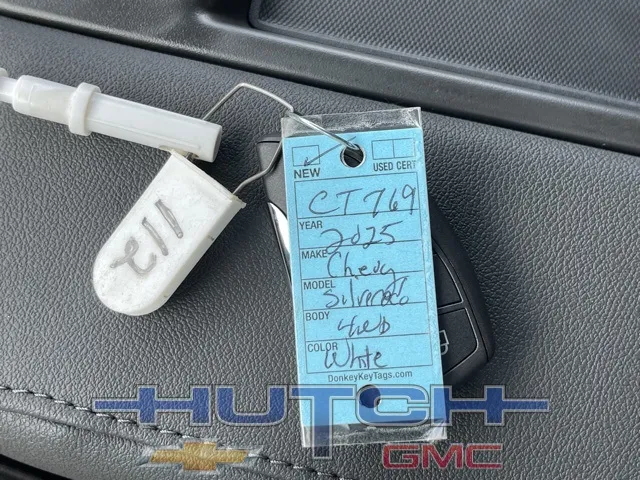 NEW USED CERT
CT769
YEAR
2025
MAKE
Chevy
MODEL
Silverado
BODY
4WD
COLOR
White
DonkeyKeyTags.com
112
HUTCH
GMC